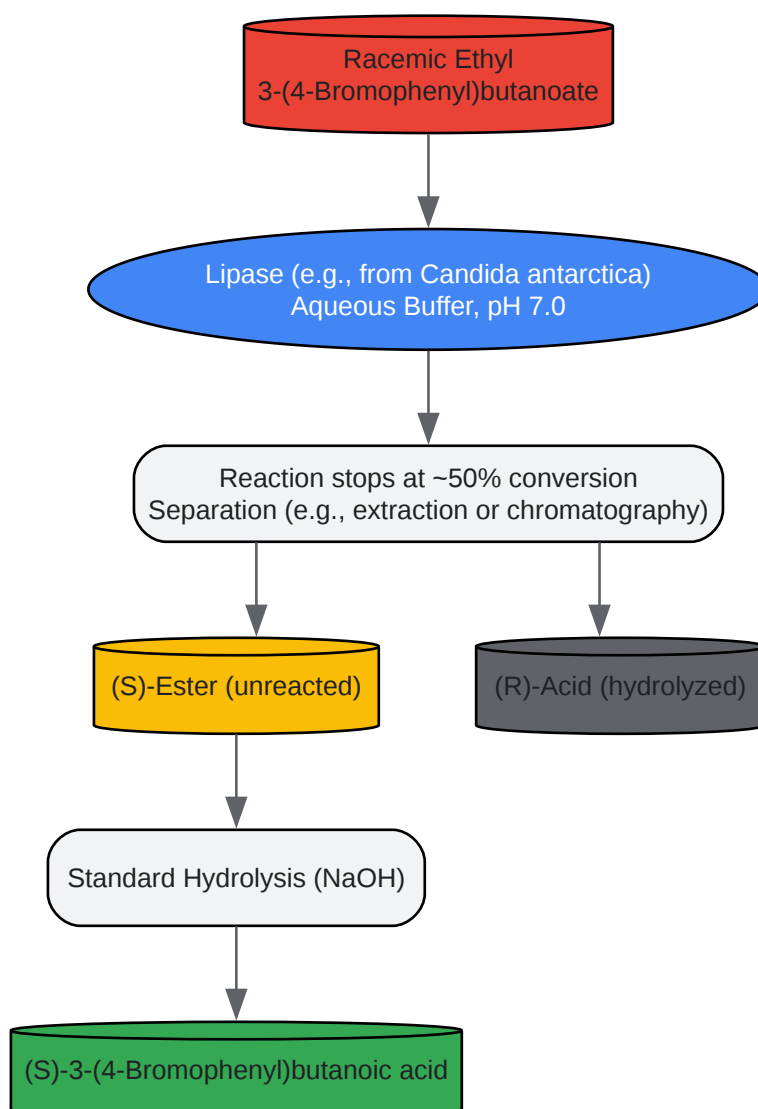 Racemic Ethyl
3-(4-Bromophenyl)butanoate
Lipase (e.g., from Candida antarctica)
Aqueous Buffer, pH 7.0
Reaction stops at ~50% conversion
Separation (e.g., extraction or chromatography)
(S)-Ester (unreacted)
(R)-Acid (hydrolyzed)
Standard Hydrolysis (NaOH)
(S)-3-(4-Bromophenyl)butanoic acid